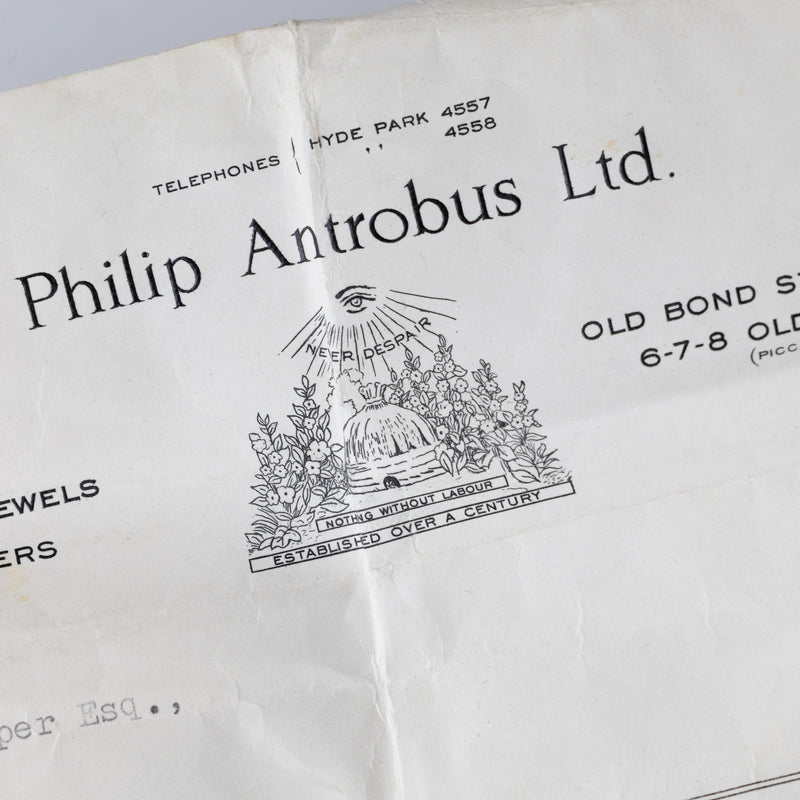 TELEPHONES { HYDE PARK 4557
,, 4558
Philip Antrobus Ltd.
OLD BOND ST
6-7-8 OLD
(PICC
NEVER DESPAIR
EWELS
ERS
NOTHING WITHOUT LABOUR
ESTABLISHED OVER A CENTURY
per Esq.,